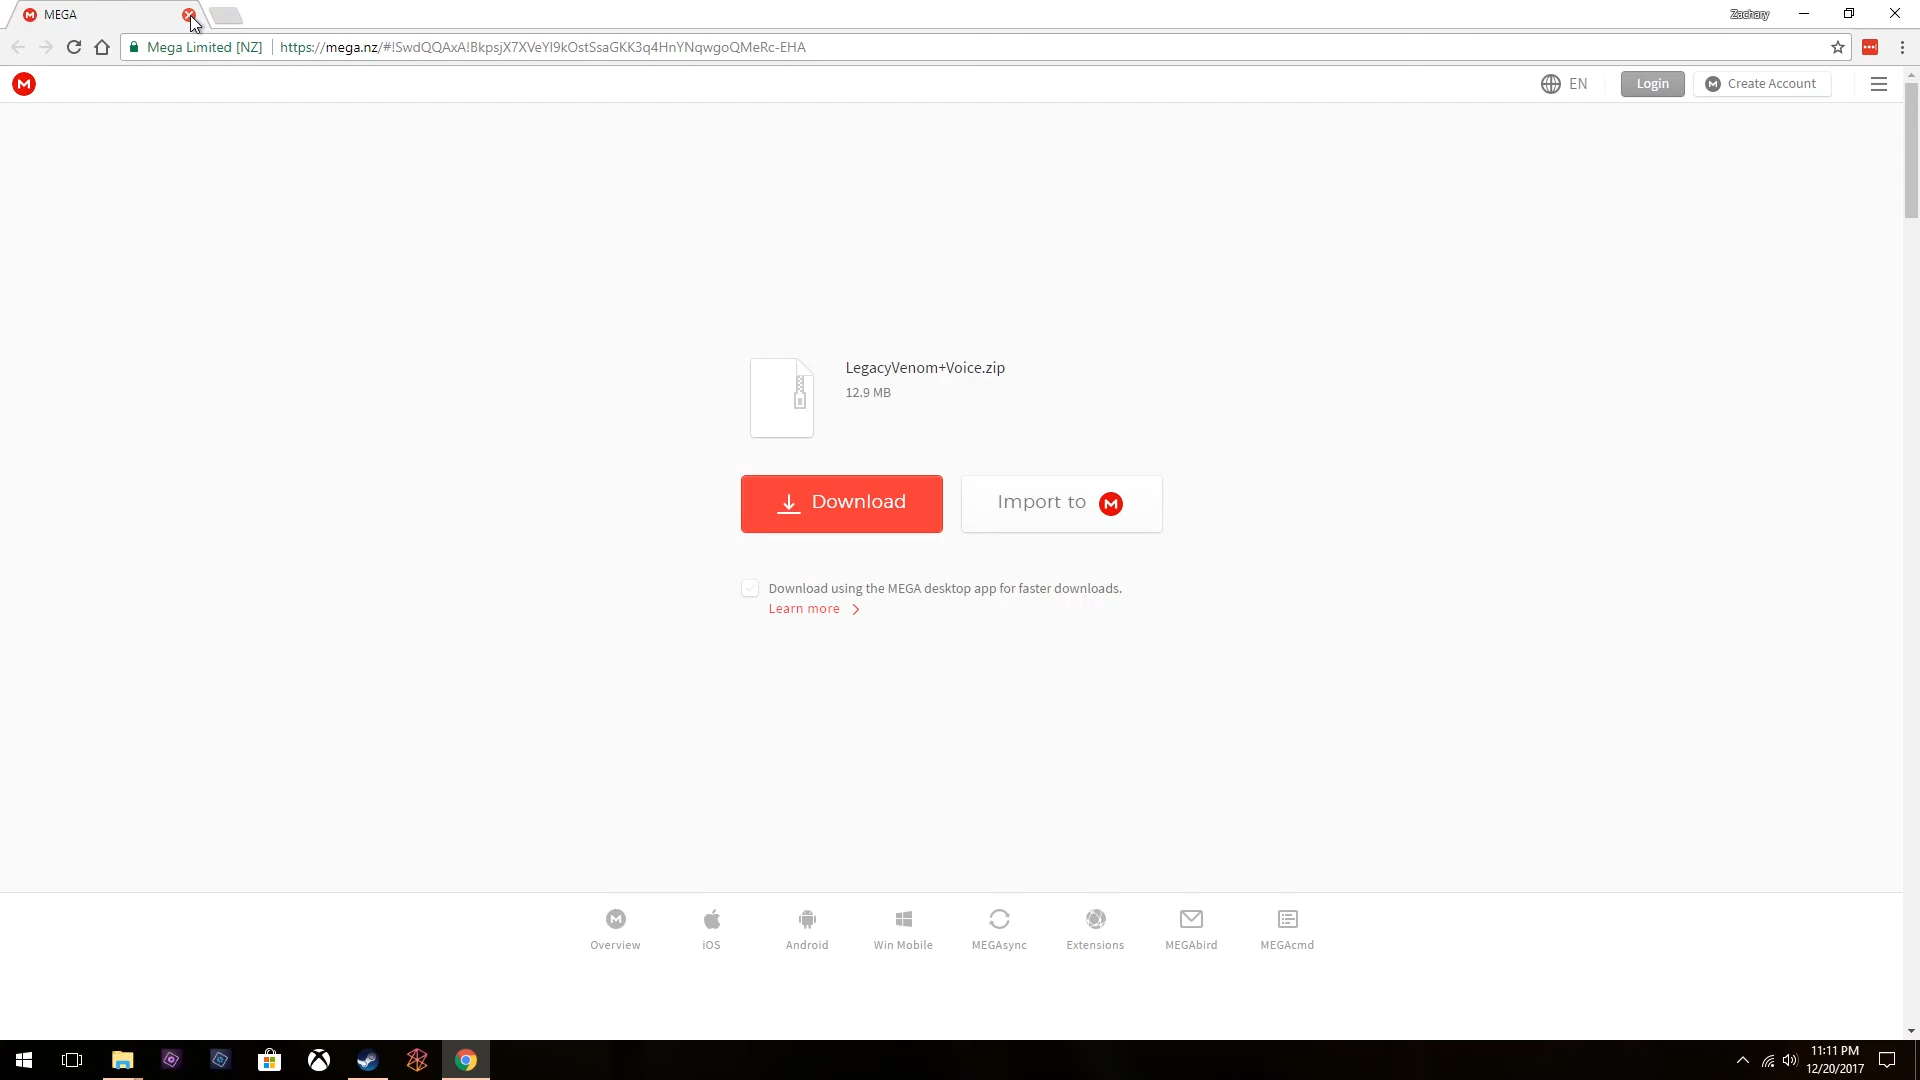 MEGA
Zachary
Mega Limited [NZ]
https://mega.nz/#!SwdQQAxA!BkpsjX7XVeYl9kOstSsaGKK3q4HnYNqwgoQMeRc-EHA
EN
Login
Create Account
LegacyVenom+Voice.zip
12.9 MB
Download
Import to
Download using the MEGA desktop app for faster downloads.
Learn more
Overview
iOS
Android
Win Mobile
MEGAsync
Extensions
MEGAbird
MEGAcmd
11:11 PM
12/20/2017